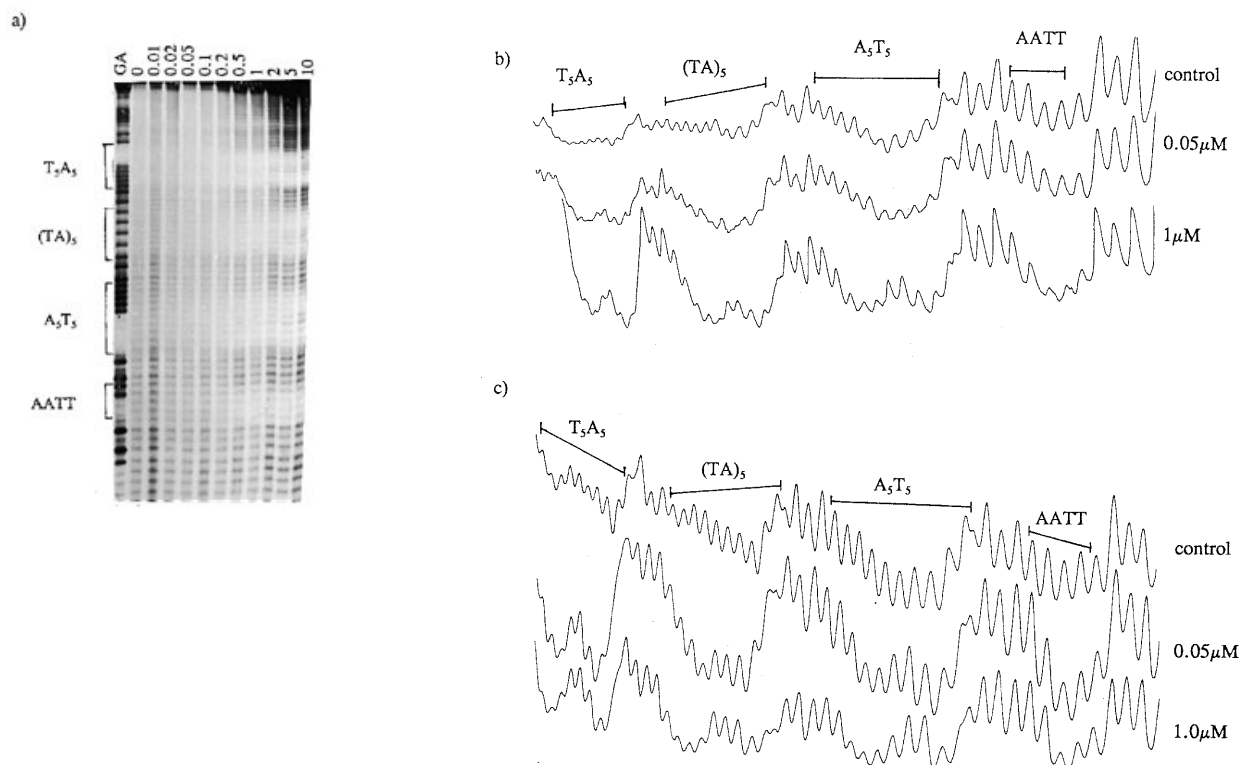 a)
GA 0 0.01 0.02 0.05 0.1 0.2 0.5 1 2 5 10
T₅A₅
(TA)₅
A₅T₅
AATT
b)
T₅A₅ (TA)₅ A₅T₅ AATT
control
0.05μM
1μM
c)
T₅A₅ (TA)₅ A₅T₅ AATT
control
0.05μM
1.0μM